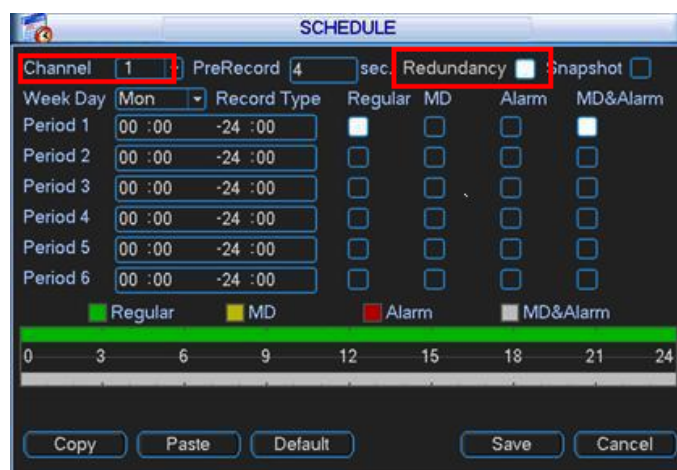 SCHEDULE
Channel 1 PreRecord 4 sec. Redundancy Snapshot
Week Day Mon Record Type Regular MD Alarm MD&Alarm
Period 1 00 :00 -24 :00
Period 2 00 :00 -24 :00
Period 3 00 :00 -24 :00
Period 4 00 :00 -24 :00
Period 5 00 :00 -24 :00
Period 6 00 :00 -24 :00
Regular MD Alarm MD&Alarm
0 3 6 9 12 15 18 21 24
Copy Paste Default Save Cancel